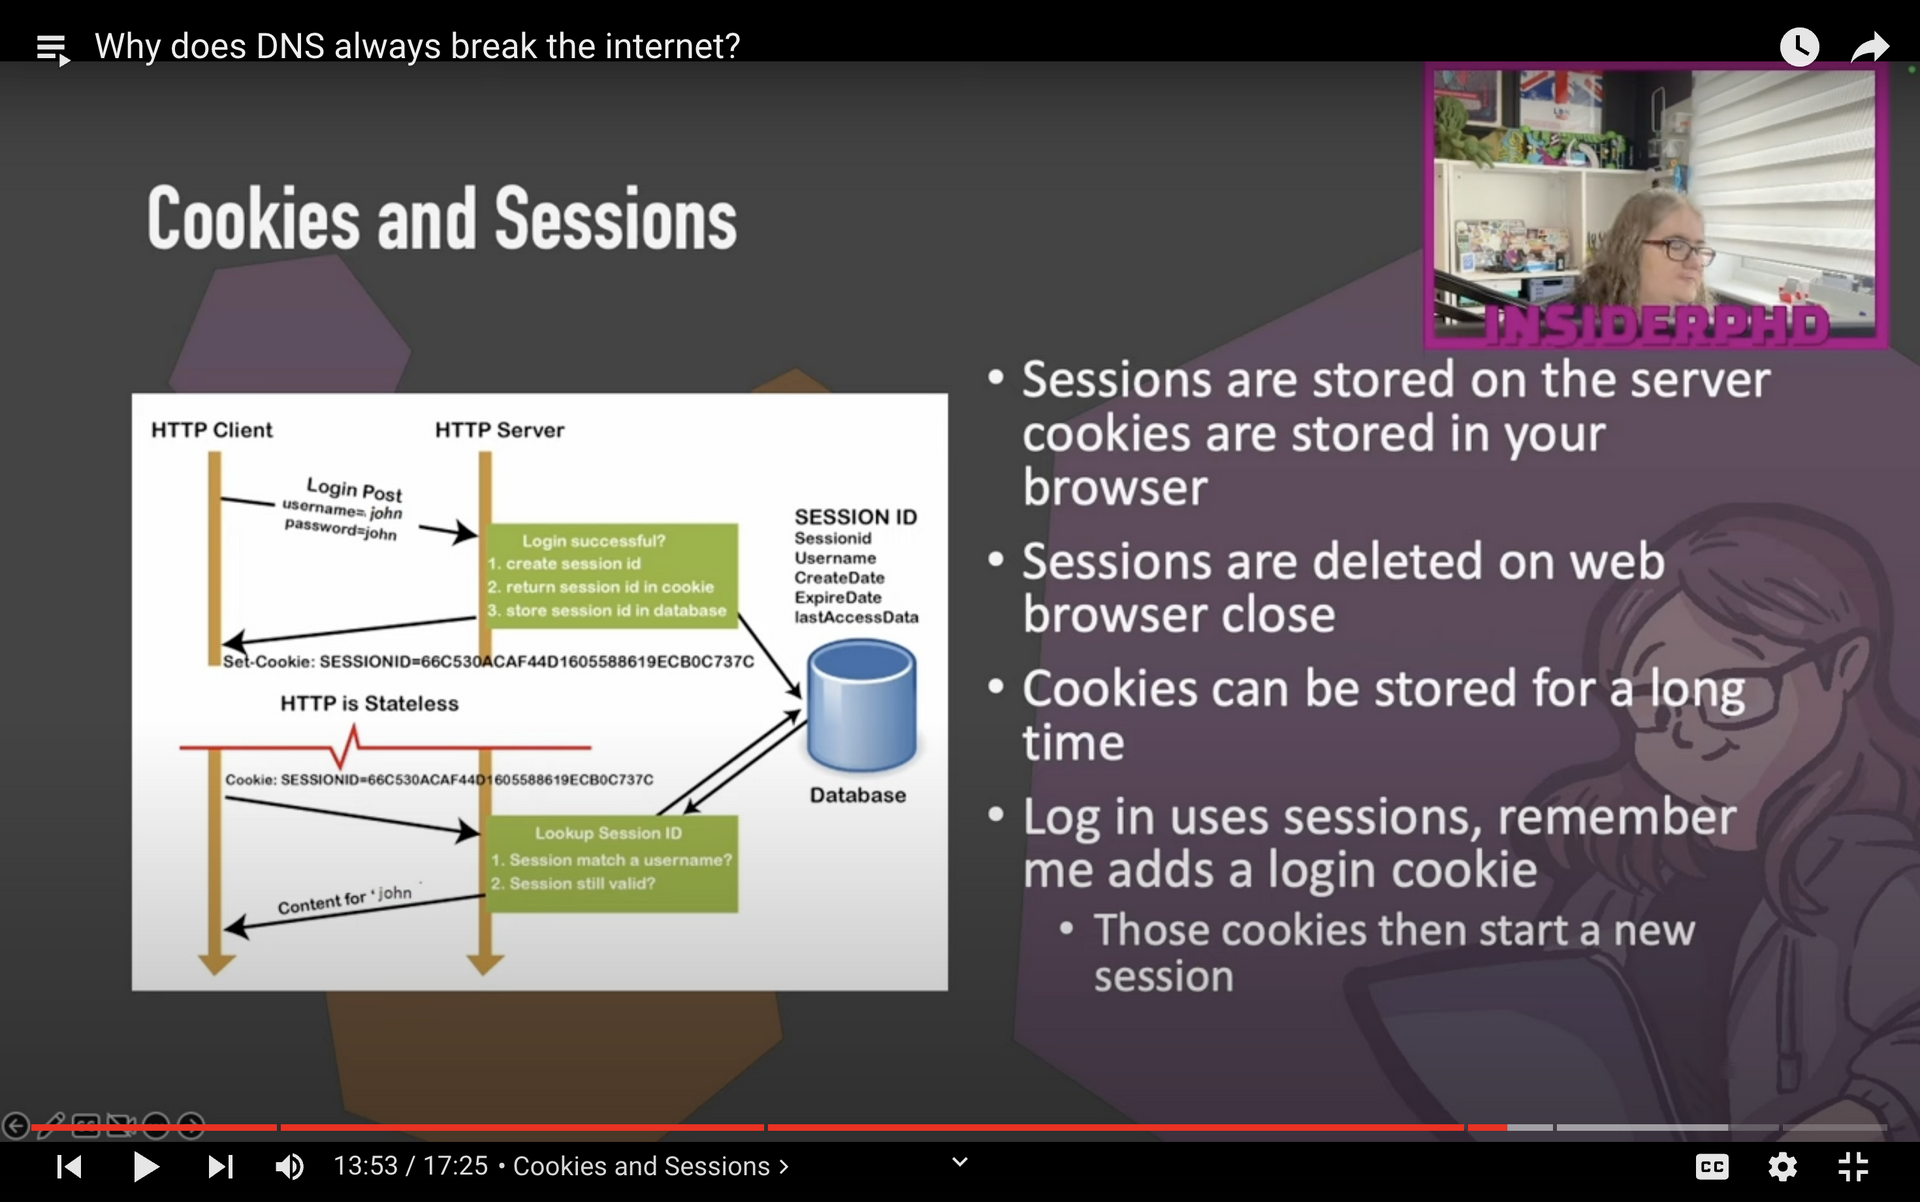 Why does DNS always break the internet?
INSIDERPHD
Cookies and Sessions
HTTP Client
HTTP Server
Login Post
username= john
password=john
Login successful?
1. create session id
2. return session id in cookie
3. store session id in database
SESSION ID
Sessionid
Username
CreateDate
ExpireDate
lastAccessData
Set-Cookie: SESSIONID=66C530ACAF44D1605588619ECB0C737C
HTTP is Stateless
Cookie: SESSIONID=66C530ACAF44D1605588619ECB0C737C
Database
Lookup Session ID
1. Session match a username?
2. Session still valid?
Content for ‘john
• Sessions are stored on the server
cookies are stored in your
browser
• Sessions are deleted on web
browser close
• Cookies can be stored for a long
time
• Log in uses sessions, remember
me adds a login cookie
• Those cookies then start a new
session
13:53 / 17:25 • Cookies and Sessions ›
CC